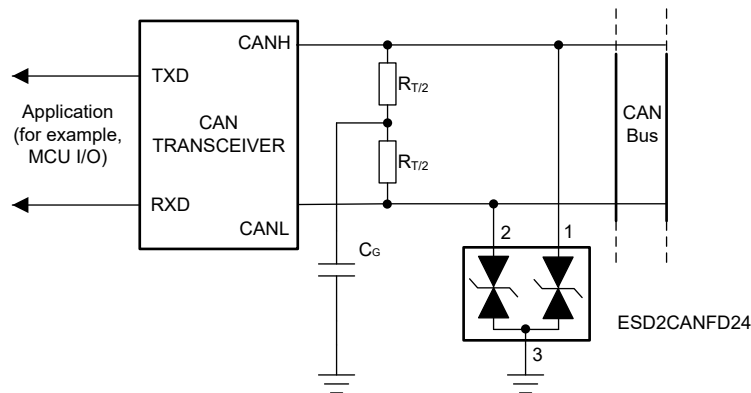 CANH
TXD
R_T/2
Application
(for example,
MCU I/O)
CAN
TRANSCEIVER
CAN
Bus
R_T/2
RXD
CANL
2
1
C_G
ESD2CANFD24
3